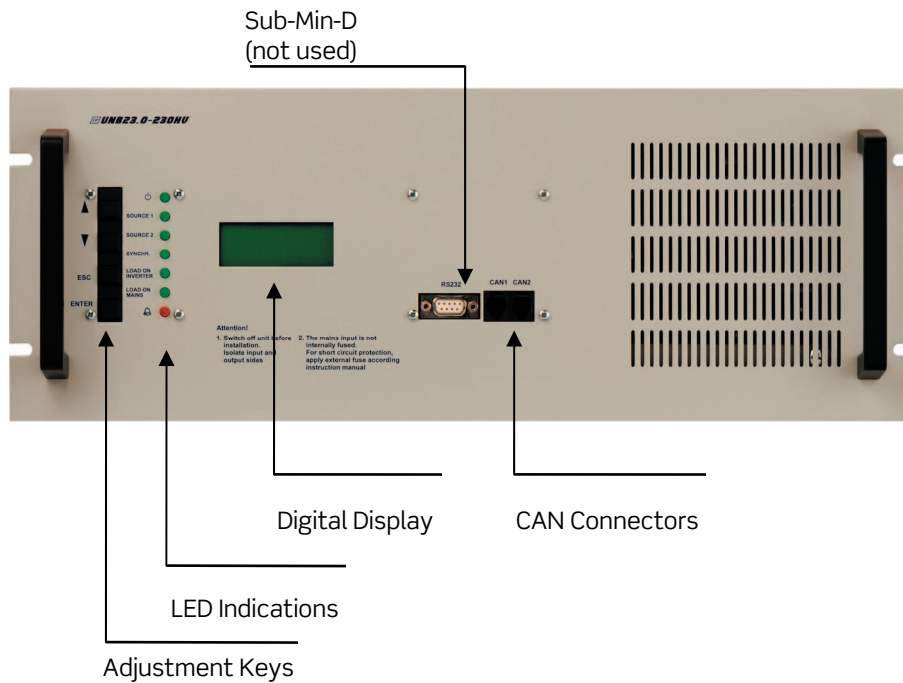 Sub-Min-D
(not used)
UNB23.0-230HV
SOURCE 1
SOURCE 2
SYNCHR.
ESC
LOAD ON
INVERTER
LOAD ON
MAINS
ENTER
RS232
CAN1 CAN2
Attention!
1. Switch off unit before
installation.
Isolate input and
output sides
2. The mains input is not
internally fused.
For short circuit protection,
apply external fuse according
instruction manual
Digital Display
CAN Connectors
LED Indications
Adjustment Keys